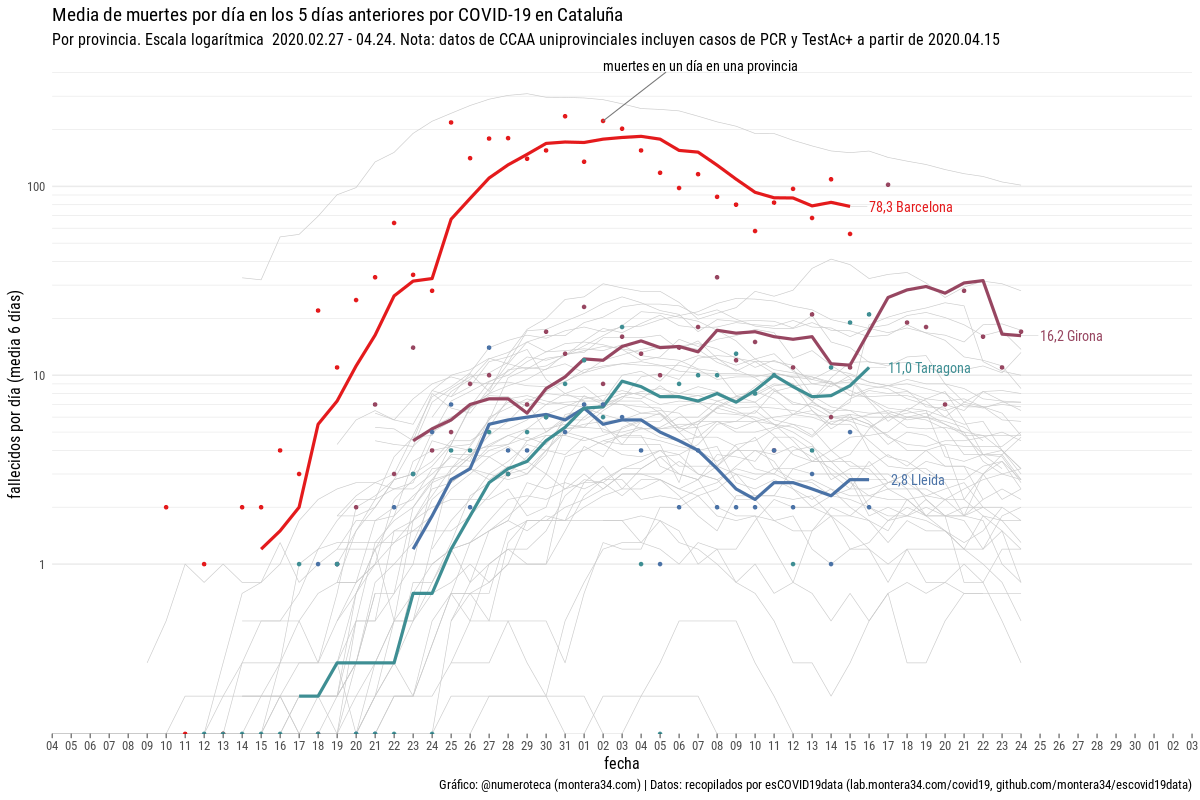 Media de muertes por día en los 5 días anteriores por COVID-19 en Cataluña
Por provincia. Escala logarítmica 2020.02.27 - 04.24. Nota: datos de CCAA uniprovinciales incluyen casos de PCR y TestAc+ a partir de 2020.04.15
muertes en un día en una provincia
100
78,3 Barcelona
fallecidos por día (media 6 días)
16,2 Girona
11,0 Tarragona
10
2,8 Lleida
1
04 05 06 07 08 09 10 11 12 13 14 15 16 17 18 19 20 21 22 23 24 25 26 27 28 29 30 31 01 02 03 04 05 06 07 08 09 10 11 12 13 14 15 16 17 18 19 20 21 22 23 24 25 26 27 28 29 30 01 02 03
fecha
Gráfico: @numeroteca (montera34.com) | Datos: recopilados por esCOVID19data (lab.montera34.com/covid19, github.com/montera34/escovid19data)